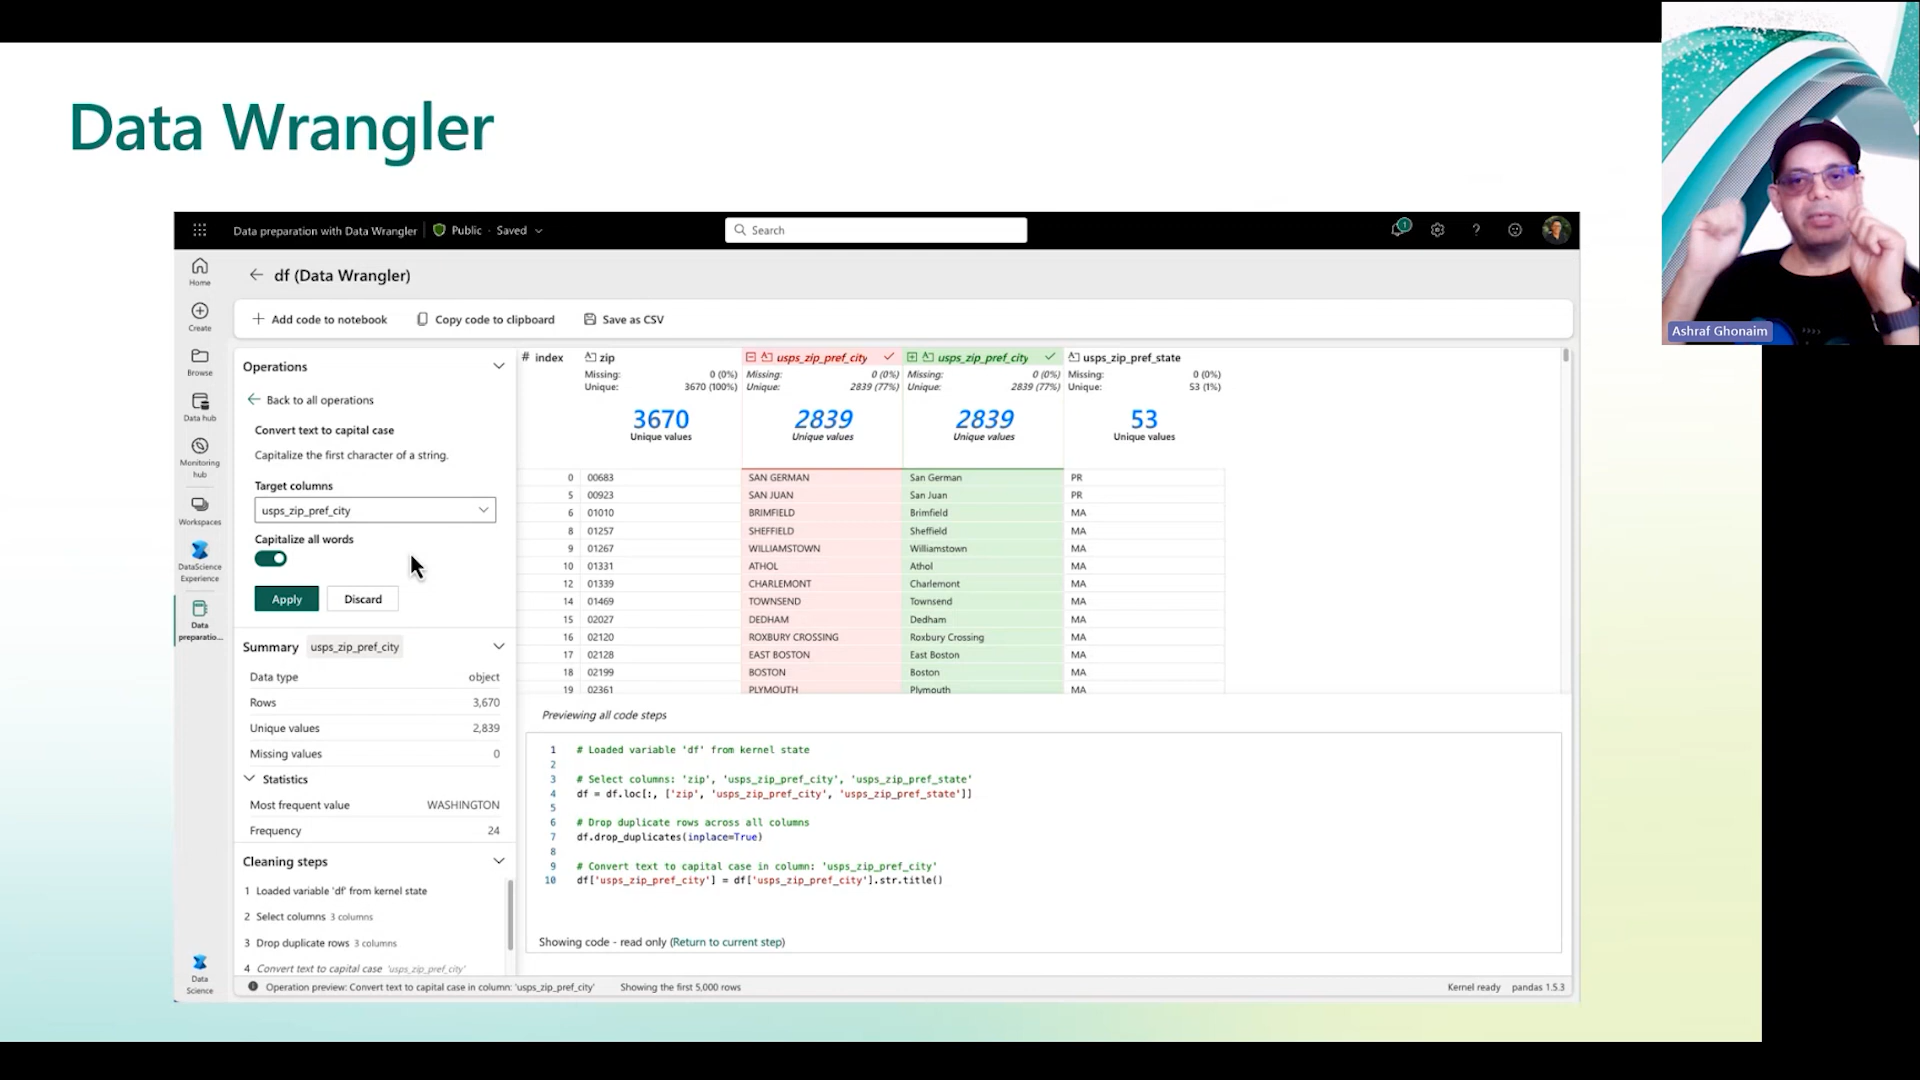 Data Wrangler
Ashraf Ghonaim
Data preparation with Data Wrangler
Public · Saved
Search
1
?
Home
Create
Browse
Data hub
Monitoring
hub
Workspaces
DataScience
Experience
Data
preparatio...
Data
Science
df (Data Wrangler)
Add code to notebook
Copy code to clipboard
Save as CSV
Operations
Back to all operations
Convert text to capital case
Capitalize the first character of a string.
Target columns
usps_zip_pref_city
Capitalize all words
Apply
Discard
Summary usps_zip_pref_city
Data type object
Rows 3,670
Unique values 2,839
Missing values 0
Statistics
Most frequent value WASHINGTON
Frequency 24
Cleaning steps
1 Loaded variable 'df' from kernel state
2 Select columns 3 columns
3 Drop duplicate rows 3 columns
4 Convert text to capital case 'usps_zip_pref_city'
# index zip usps_zip_pref_city usps_zip_pref_city usps_zip_pref_state
Missing: 0 (0%) Missing: 0 (0%) Missing: 0 (0%) Missing: 0 (0%)
Unique: 3670 (100%) Unique: 2839 (77%) Unique: 2839 (77%) Unique: 53 (1%)
3670 2839 2839 53
Unique values Unique values Unique values Unique values
0 00683 SAN GERMAN San German PR
5 00923 SAN JUAN San Juan PR
6 01010 BRIMFIELD Brimfield MA
8 01257 SHEFFIELD Sheffield MA
9 01267 WILLIAMSTOWN Williamstown MA
10 01331 ATHOL Athol MA
12 01339 CHARLEMONT Charlemont MA
14 01469 TOWNSEND Townsend MA
15 02027 DEDHAM Dedham MA
16 02120 ROXBURY CROSSING Roxbury Crossing MA
17 02128 EAST BOSTON East Boston MA
18 02199 BOSTON Boston MA
19 02361 PLYMOUTH Plymouth MA
Previewing all code steps
1 # Loaded variable 'df' from kernel state
2
3 # Select columns: 'zip', 'usps_zip_pref_city', 'usps_zip_pref_state'
4 df = df.loc[:, ['zip', 'usps_zip_pref_city', 'usps_zip_pref_state']]
5
6 # Drop duplicate rows across all columns
7 df.drop_duplicates(inplace=True)
8
9 # Convert text to capital case in column: 'usps_zip_pref_city'
10 df['usps_zip_pref_city'] = df['usps_zip_pref_city'].str.title()
Showing code - read only (Return to current step)
Operation preview: Convert text to capital case in column: 'usps_zip_pref_city' Showing the first 5,000 rows Kernel ready pandas 1.5.3